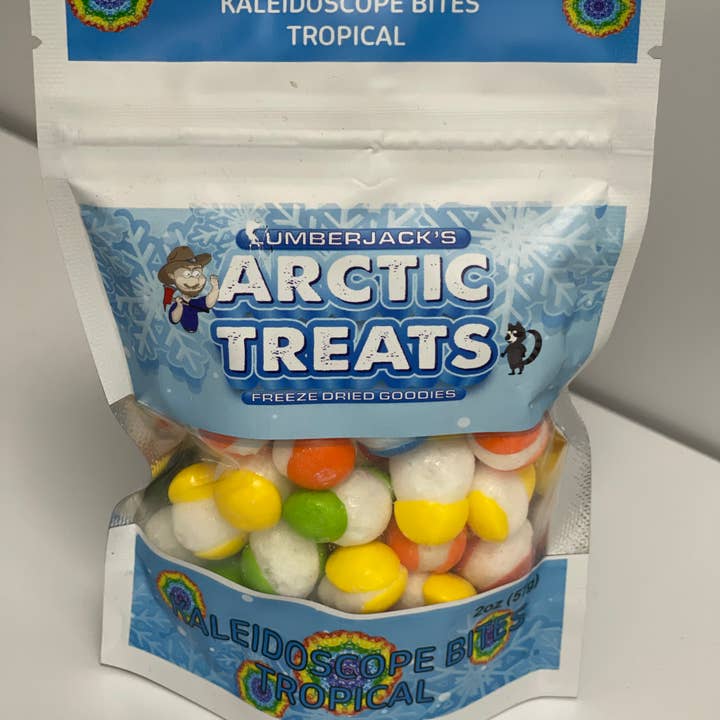 KALEIDOSCOPE BITES
TROPICAL
LUMBERJACK'S
ARCTIC
TREATS
FREEZE DRIED GOODIES
2oz (57g)
KALEIDOSCOPE BITES
TROPICAL